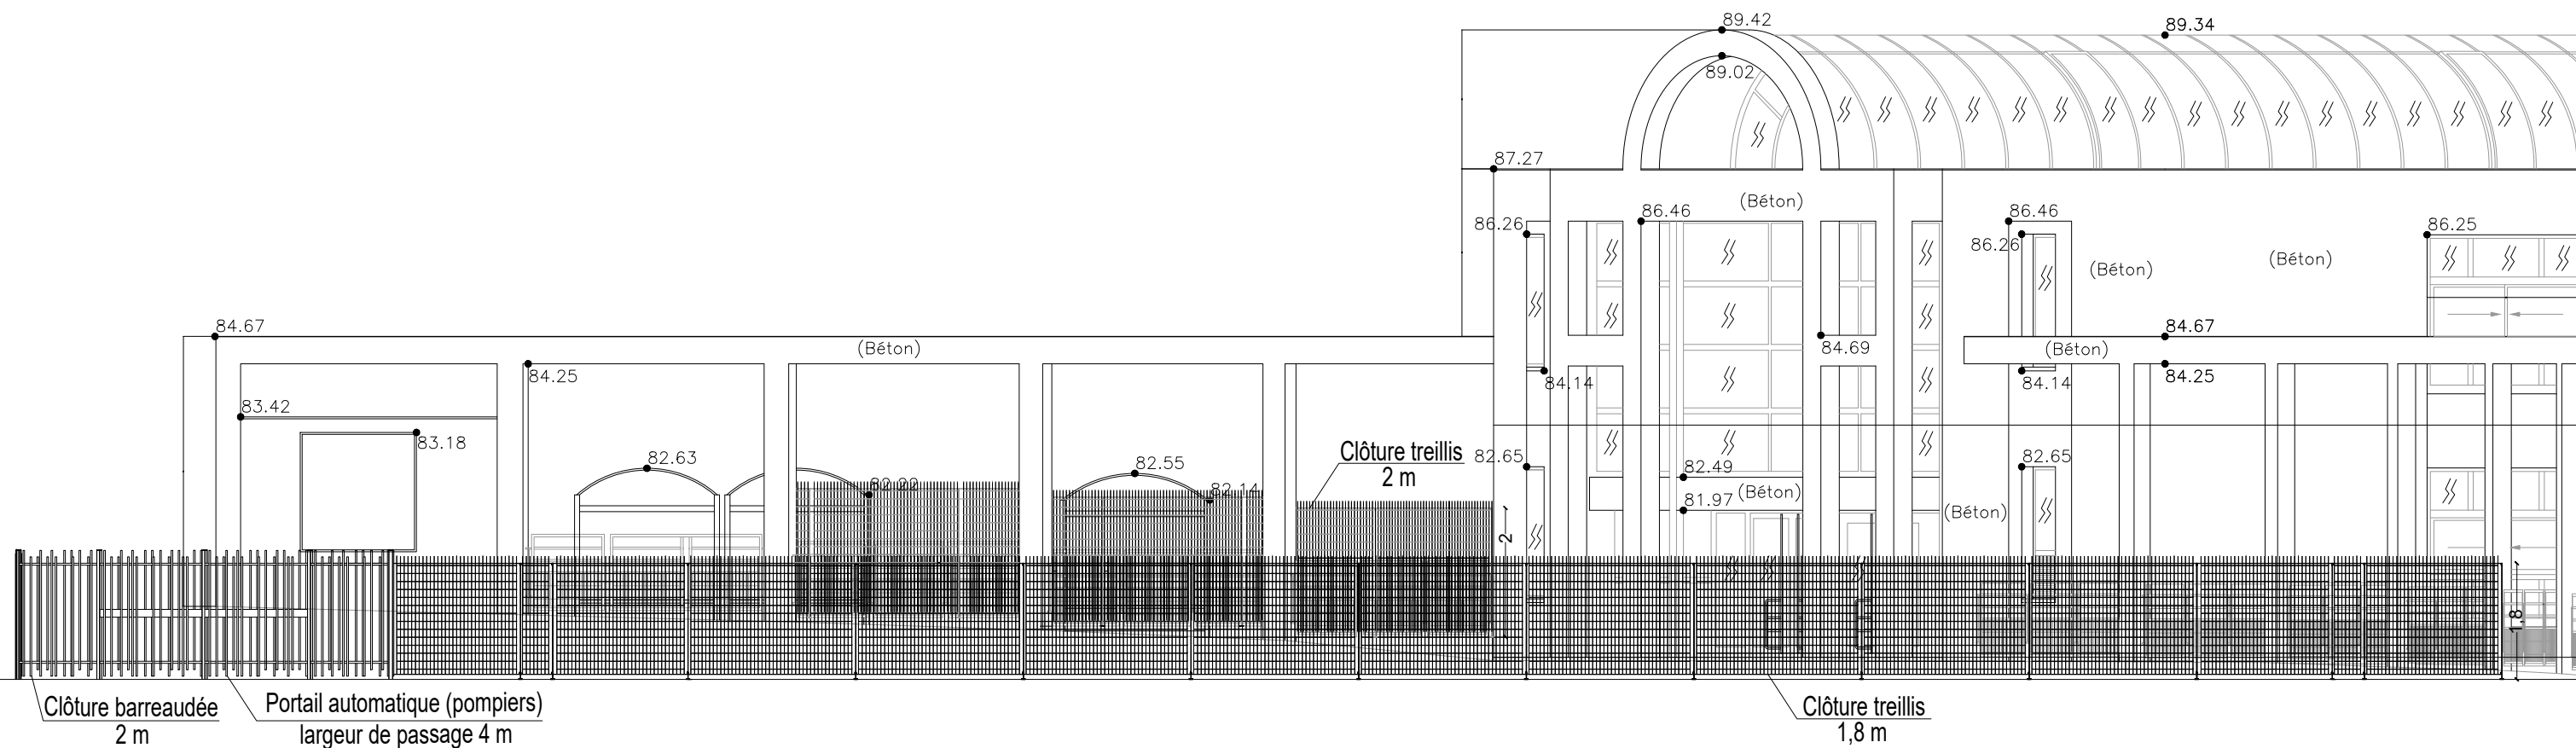 89.42
89.34
89.02
87.27
(Béton)
86.26
86.46
86.46
86.26
86.25
(Béton)
(Béton)
84.67
(Béton)
84.69
84.67
(Béton)
84.25
84.14
84.14
84.25
83.42
83.18
82.63
82.55
82.22
82.14
Clôture treillis
2 m
82.65
82.49
(Béton)
81.97
82.65
(Béton)
2
1,8
Clôture barreaudée
2 m
Portail automatique (pompiers)
largeur de passage 4 m
Clôture treillis
1,8 m